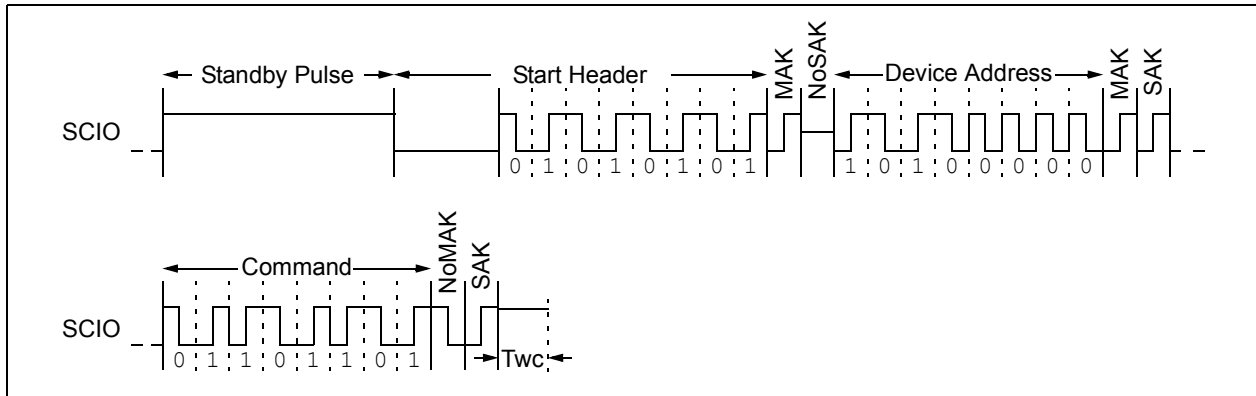 Standby Pulse
Start Header
MAK
NoSAK
Device Address
MAK
SAK
SCIO
0 1 0 1 0 1 0 1
1 0 1 0 0 0 0 0
Command
NoMAK
SAK
SCIO
0 1 1 0 1 1 0 1
Twc